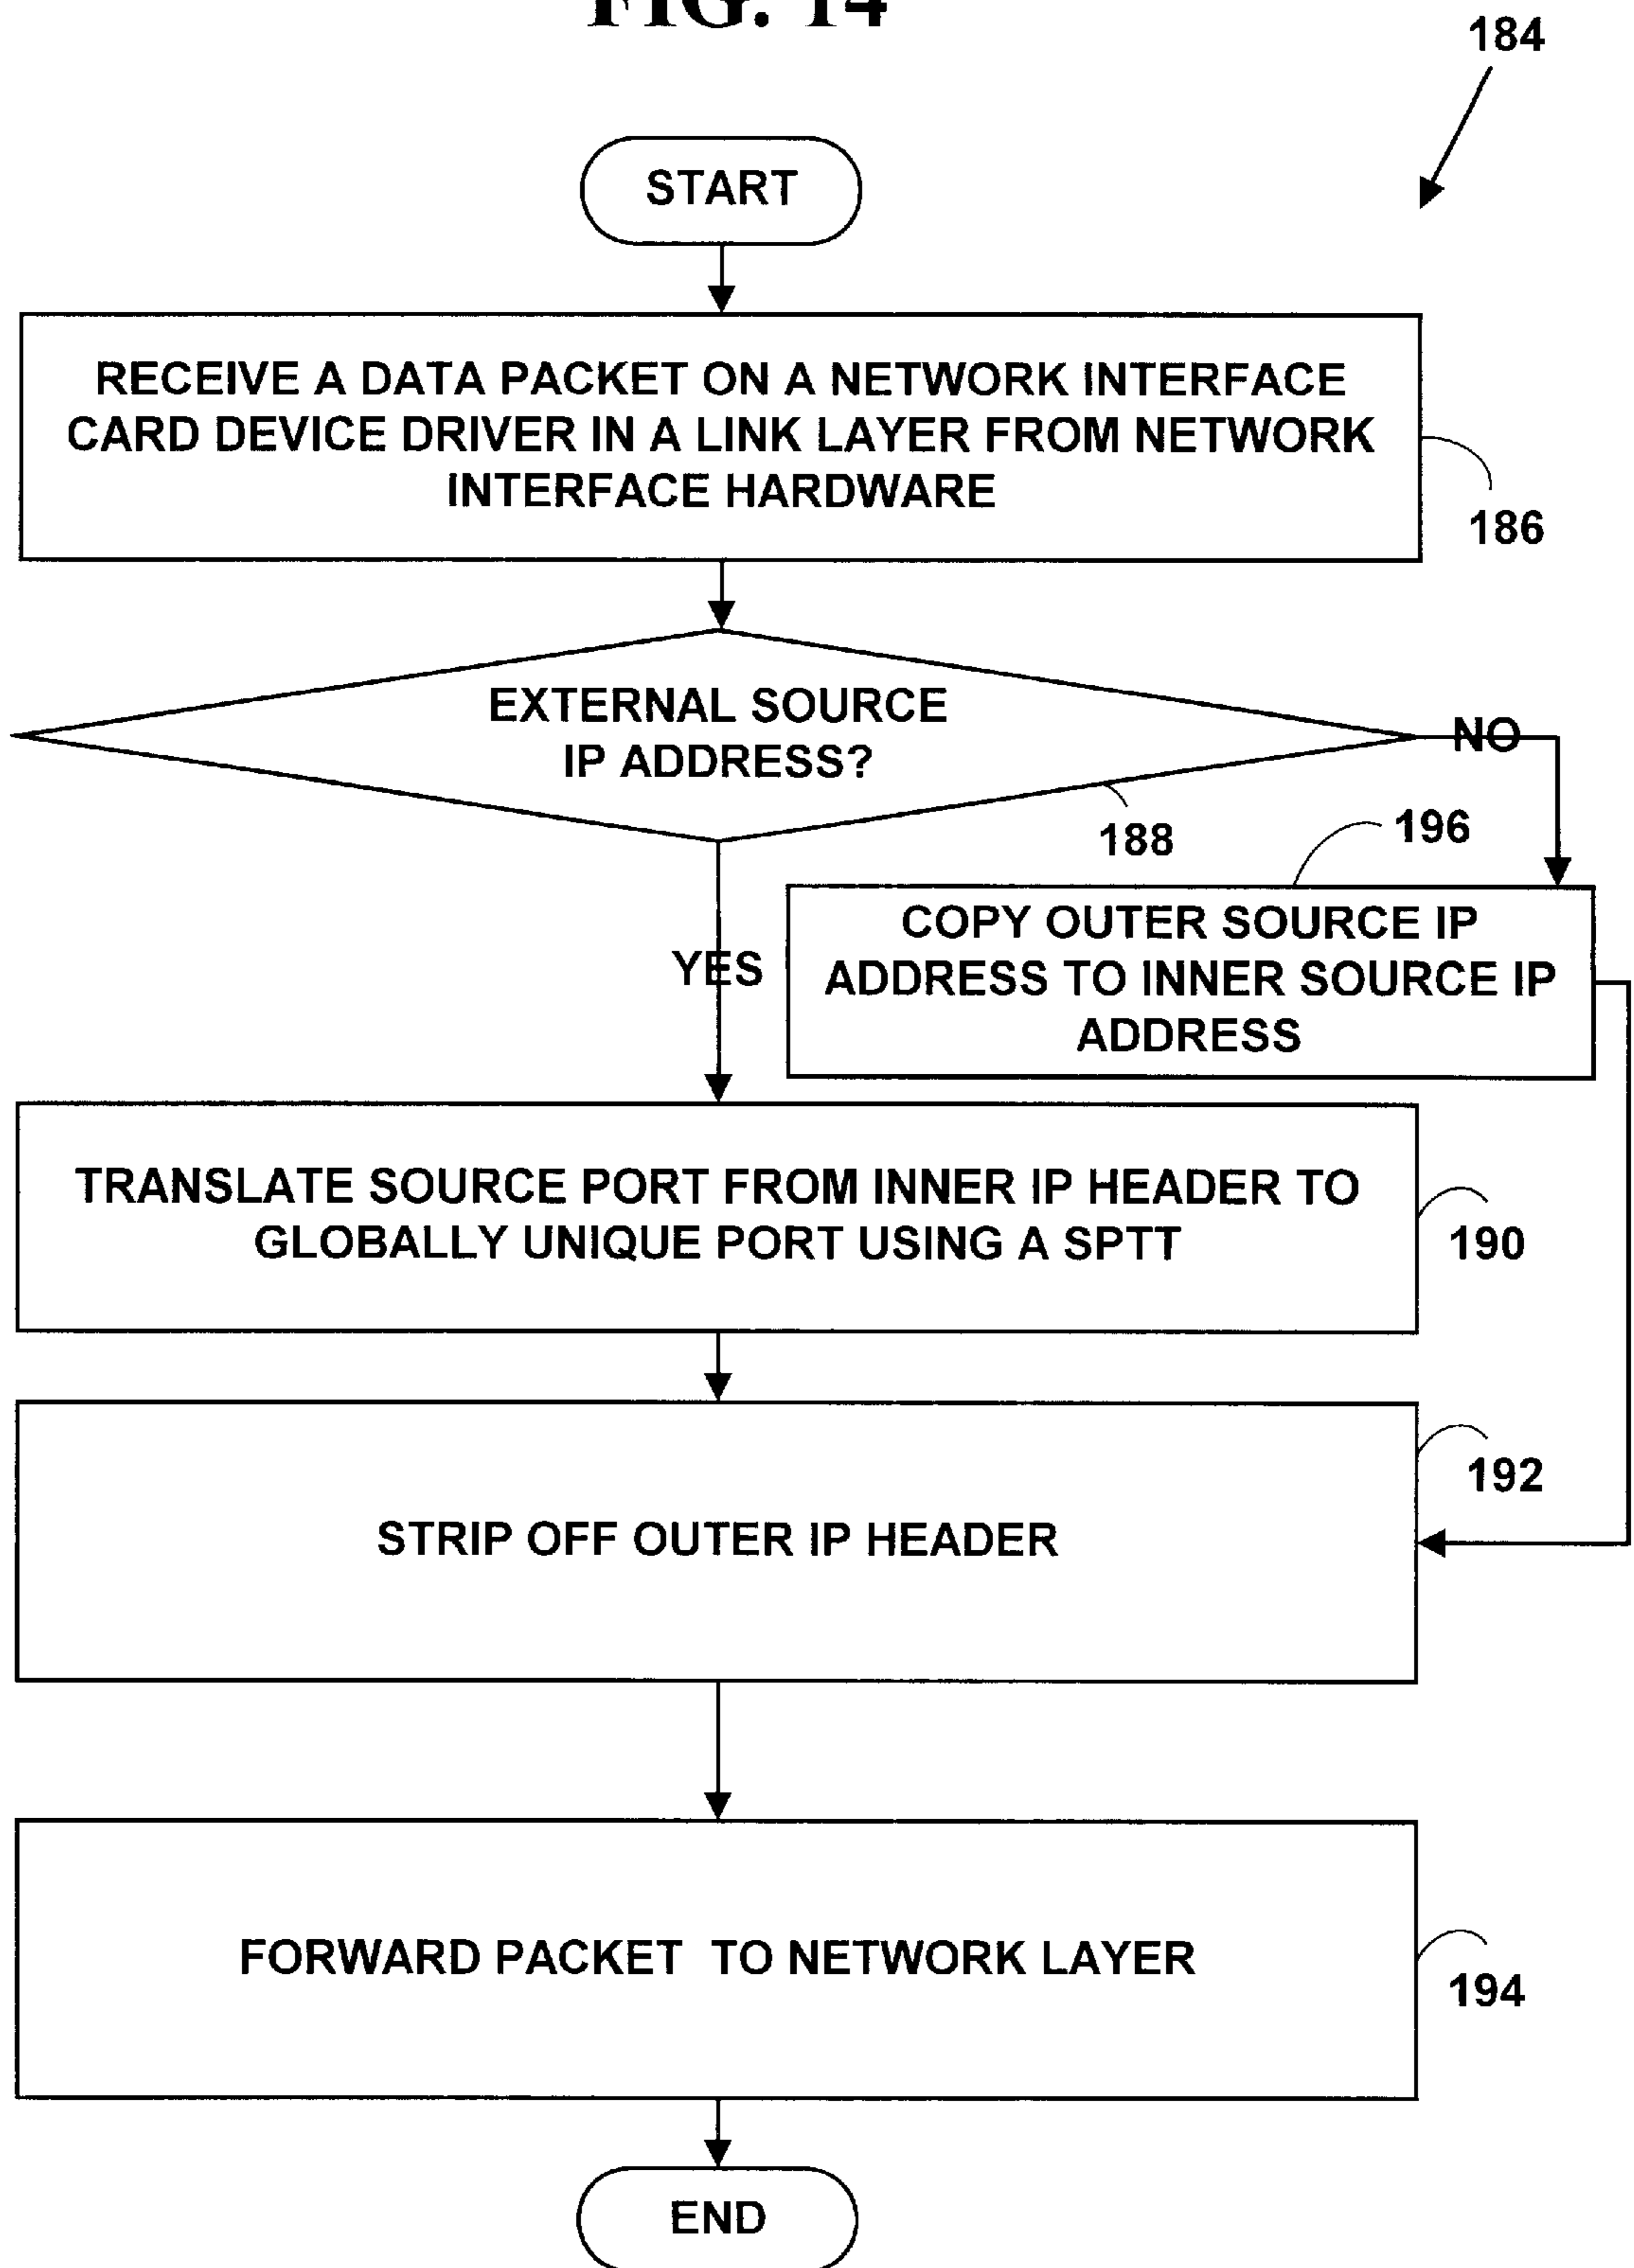 FIG. 14
184
START
RECEIVE A DATA PACKET ON A NETWORK INTERFACE
CARD DEVICE DRIVER IN A LINK LAYER FROM NETWORK
INTERFACE HARDWARE
186
EXTERNAL SOURCE
IP ADDRESS?
NO
188
196
COPY OUTER SOURCE IP
ADDRESS TO INNER SOURCE IP
ADDRESS
YES
TRANSLATE SOURCE PORT FROM INNER IP HEADER TO
GLOBALLY UNIQUE PORT USING A SPTT
190
192
STRIP OFF OUTER IP HEADER
FORWARD PACKET TO NETWORK LAYER
194
END